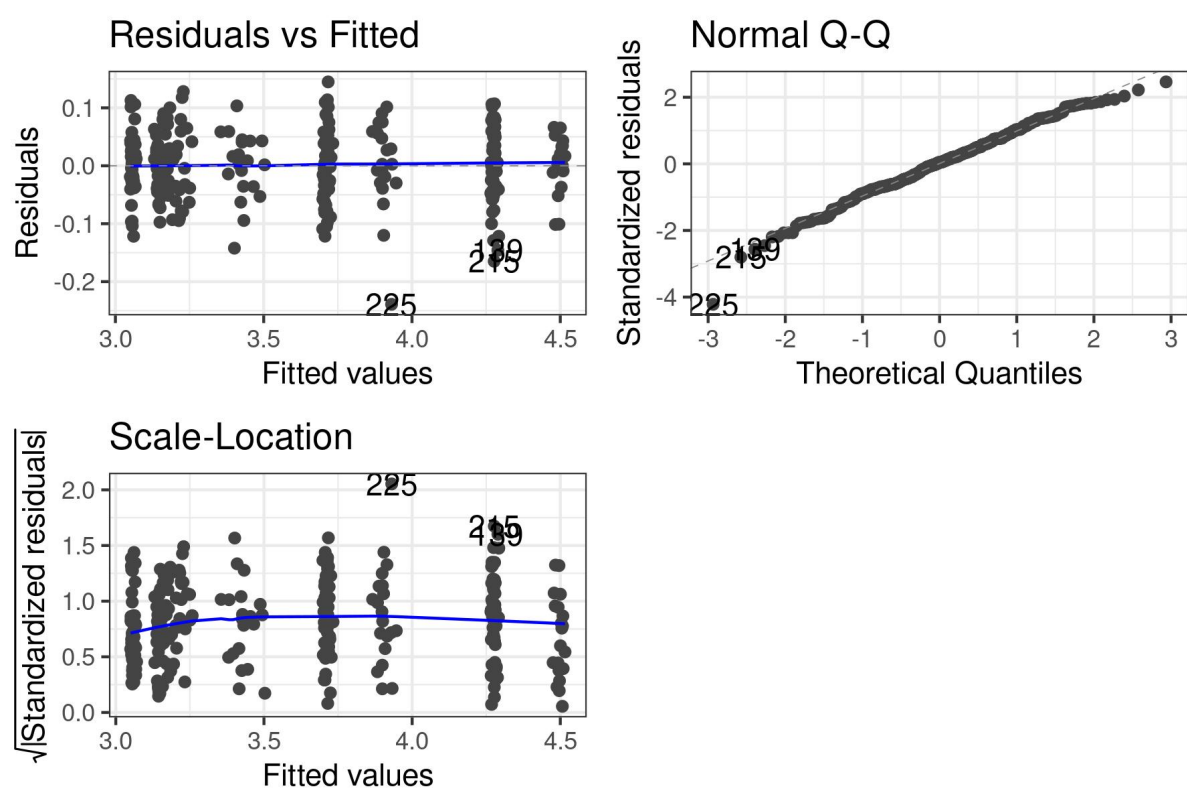 Residuals vs Fitted
Residuals
0.1
0.0
-0.1
-0.2
139
215
225
3.0 3.5 4.0 4.5
Fitted values
Normal Q-Q
Standardized residuals
2
0
-2
-4
139
215
225
-3 -2 -1 0 1 2 3
Theoretical Quantiles
Scale-Location
√|Standardized residuals|
2.0
1.5
1.0
0.5
0.0
225
215
139
3.0 3.5 4.0 4.5
Fitted values